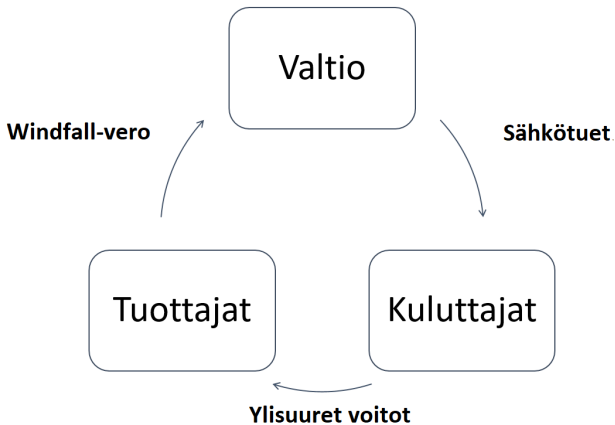 Valtio
Windfall-vero
Sähkötuet
Tuottajat
Kuluttajat
Ylisuuret voitot